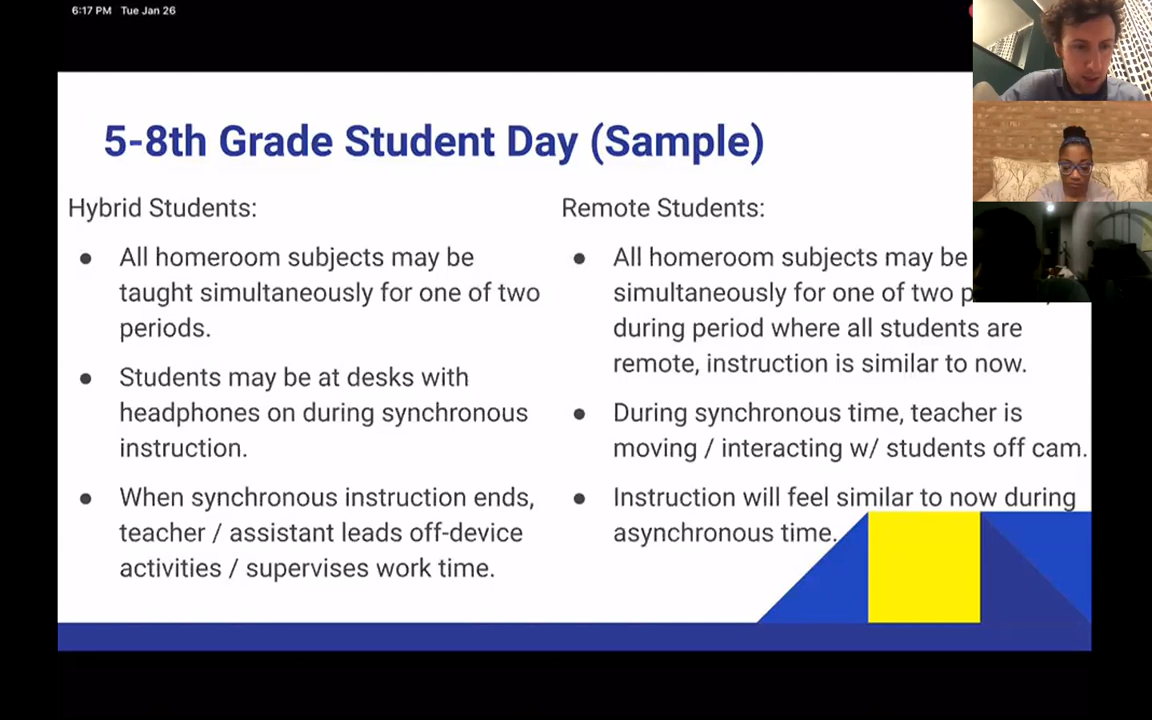 6:17 PM Tue Jan 26
5-8th Grade Student Day (Sample)
Hybrid Students:
● All homeroom subjects may be
taught simultaneously for one of two
periods.
● Students may be at desks with
headphones on during synchronous
instruction.
● When synchronous instruction ends,
teacher / assistant leads off-device
activities / supervises work time.
Remote Students:
● All homeroom subjects may be
simultaneously for one of two
during period where all students are
remote, instruction is similar to now.
● During synchronous time, teacher is
moving / interacting w/ students off cam.
● Instruction will feel similar to now during
asynchronous time.